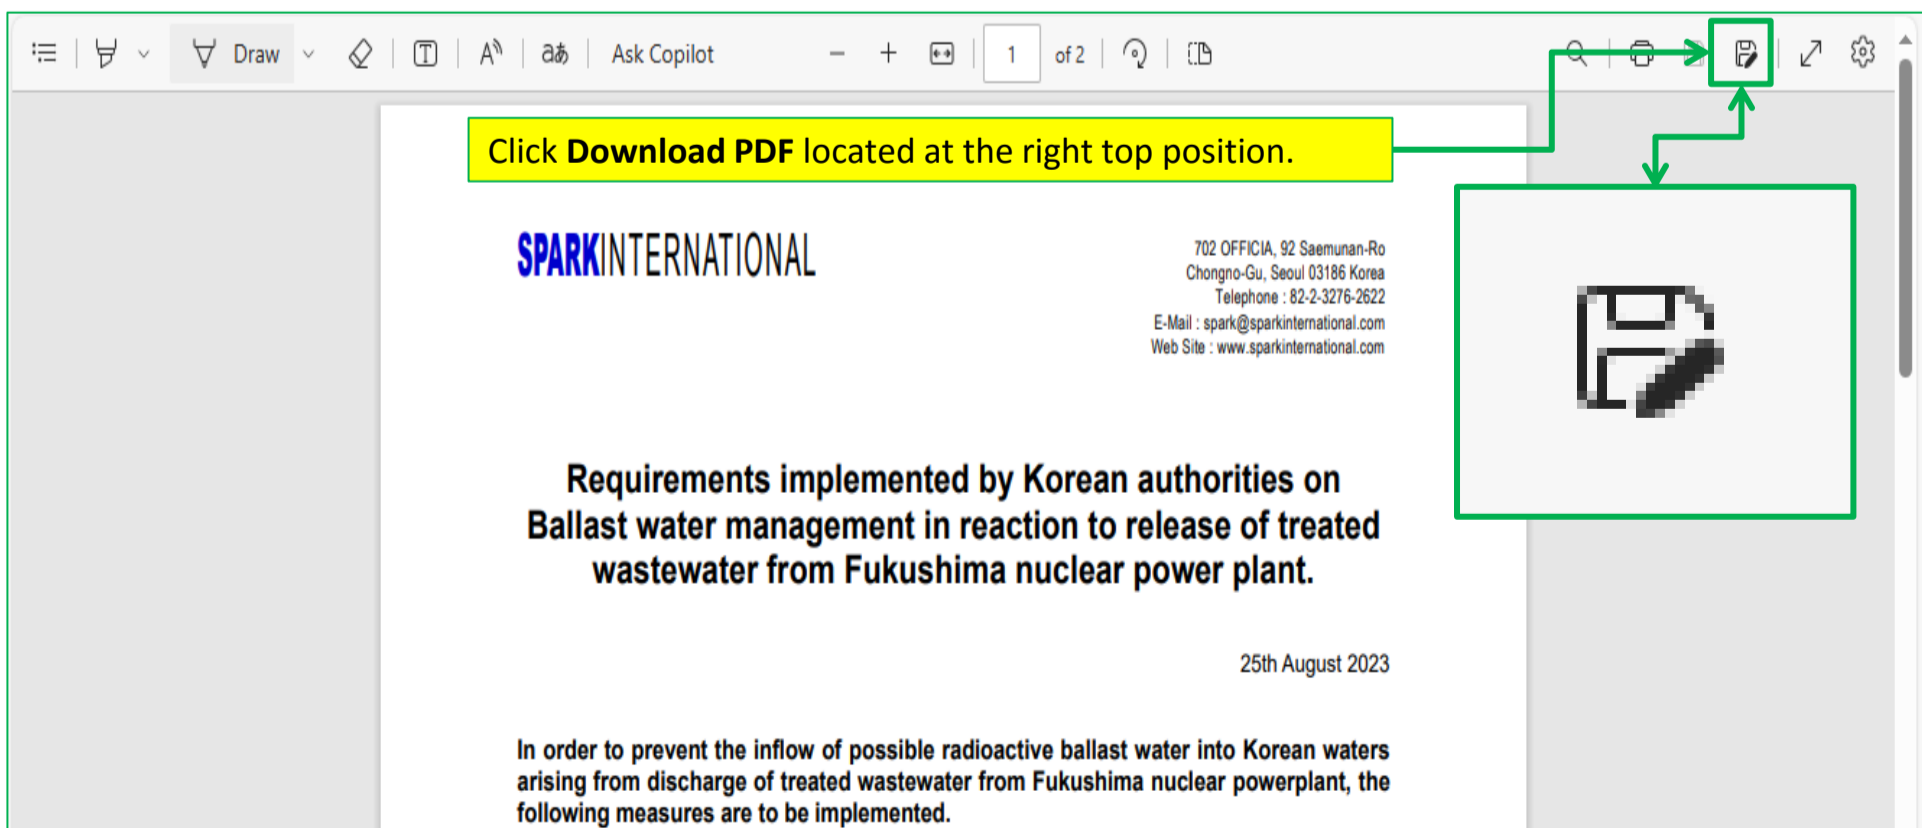 Draw
Ask Copilot
1 of 2
Click Download PDF located at the right top position.
SPARKINTERNATIONAL
702 OFFICIA, 92 Saemunan-Ro
Chongno-Gu, Seoul 03186 Korea
Telephone : 82-2-3276-2622
E-Mail : spark@sparkinternational.com
Web Site : www.sparkinternational.com
Requirements implemented by Korean authorities on
Ballast water management in reaction to release of treated
wastewater from Fukushima nuclear power plant.
25th August 2023
In order to prevent the inflow of possible radioactive ballast water into Korean waters
arising from discharge of treated wastewater from Fukushima nuclear powerplant, the
following measures are to be implemented.